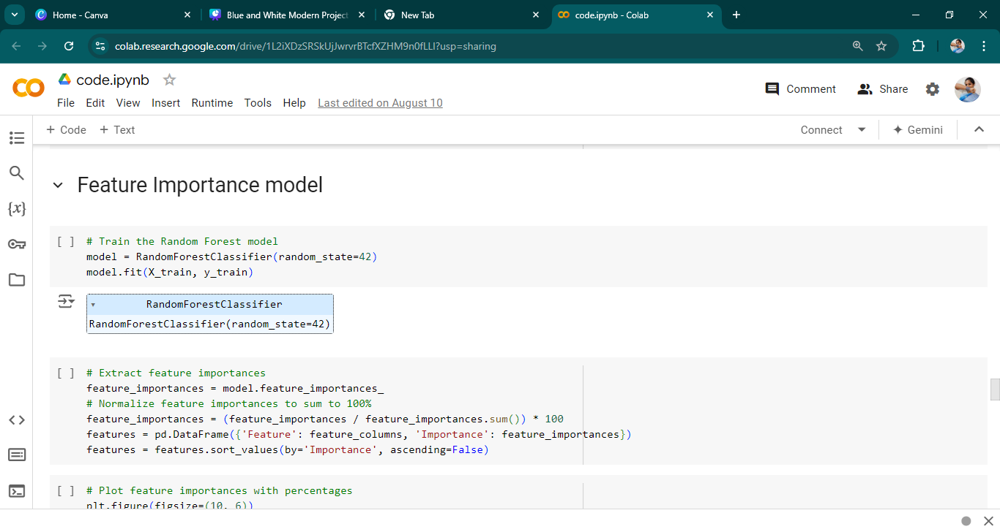 Home - Canva
Blue and White Modern Project
New Tab
code.ipynb - Colab
colab.research.google.com/drive/1L2iXDzSRSkUjJwrvrBTcfXZHM9n0fLLI?usp=sharing
code.ipynb
File Edit View Insert Runtime Tools Help Last edited on August 10
Comment
Share
+ Code + Text
Connect
Gemini
Feature Importance model
{x}
[ ] # Train the Random Forest model
model = RandomForestClassifier(random_state=42)
model.fit(X_train, y_train)
RandomForestClassifier
RandomForestClassifier(random_state=42)
[ ] # Extract feature importances
feature_importances = model.feature_importances_
# Normalize feature importances to sum to 100%
feature_importances = (feature_importances / feature_importances.sum()) * 100
features = pd.DataFrame({'Feature': feature_columns, 'Importance': feature_importances})
features = features.sort_values(by='Importance', ascending=False)
[ ] # Plot feature importances with percentages
plt.figure(figsize=(10, 6))